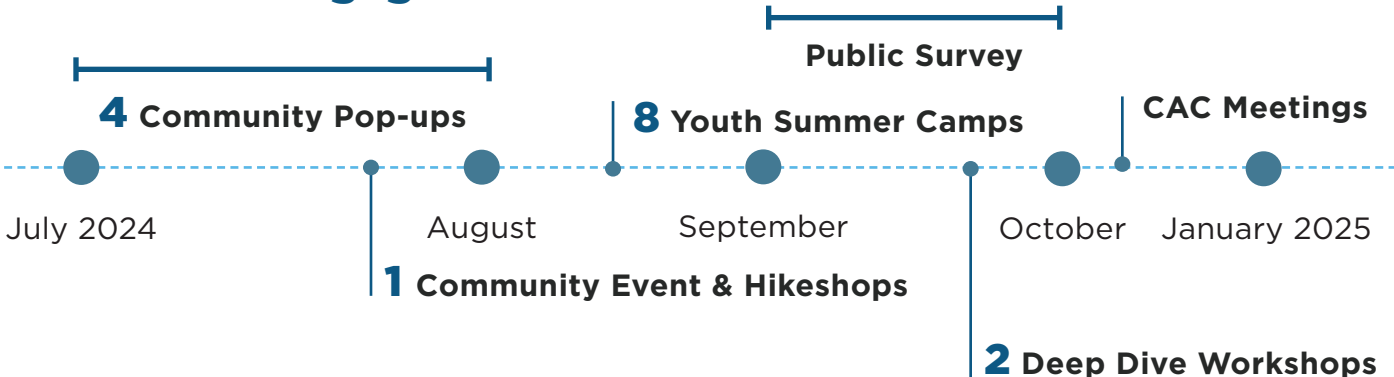 Public Survey
4 Community Pop-ups
8 Youth Summer Camps
CAC Meetings
July 2024
August
September
October
January 2025
1 Community Event & Hikeshops
2 Deep Dive Workshops